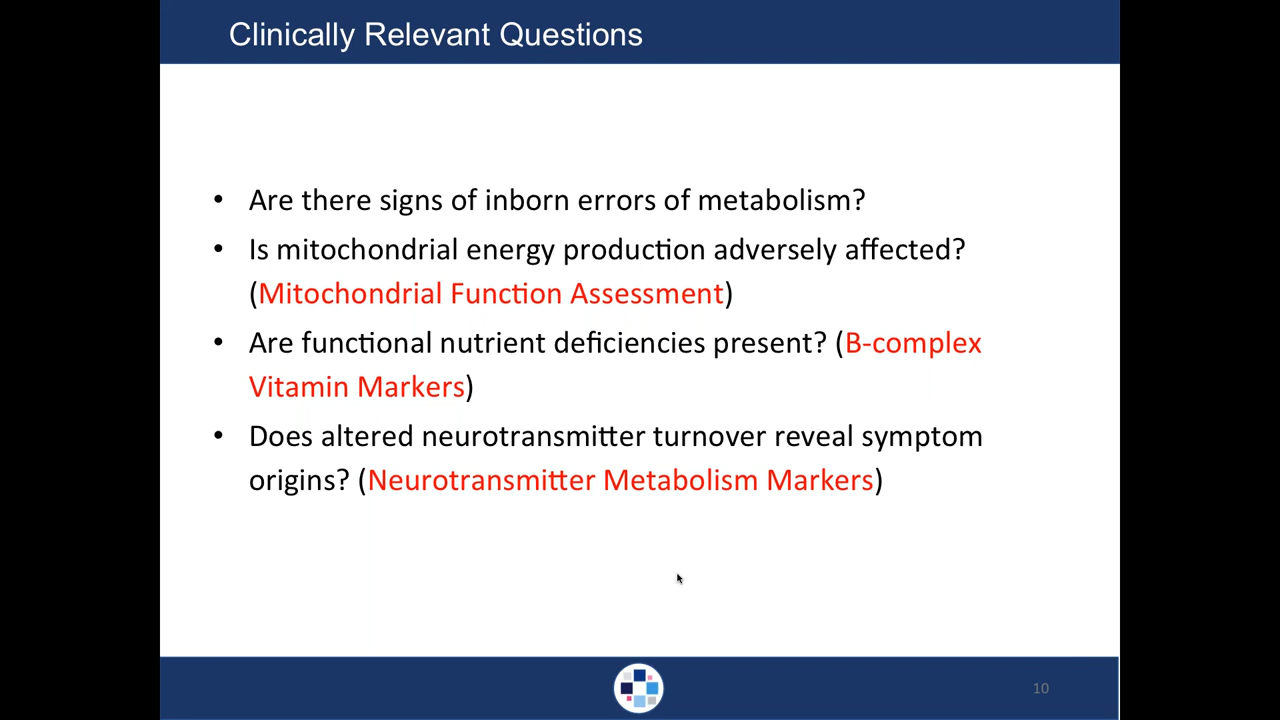 Clinically Relevant Questions
• Are there signs of inborn errors of metabolism?
• Is mitochondrial energy production adversely affected?
(Mitochondrial Function Assessment)
• Are functional nutrient deficiencies present? (B-complex
Vitamin Markers)
• Does altered neurotransmitter turnover reveal symptom
origins? (Neurotransmitter Metabolism Markers)
10